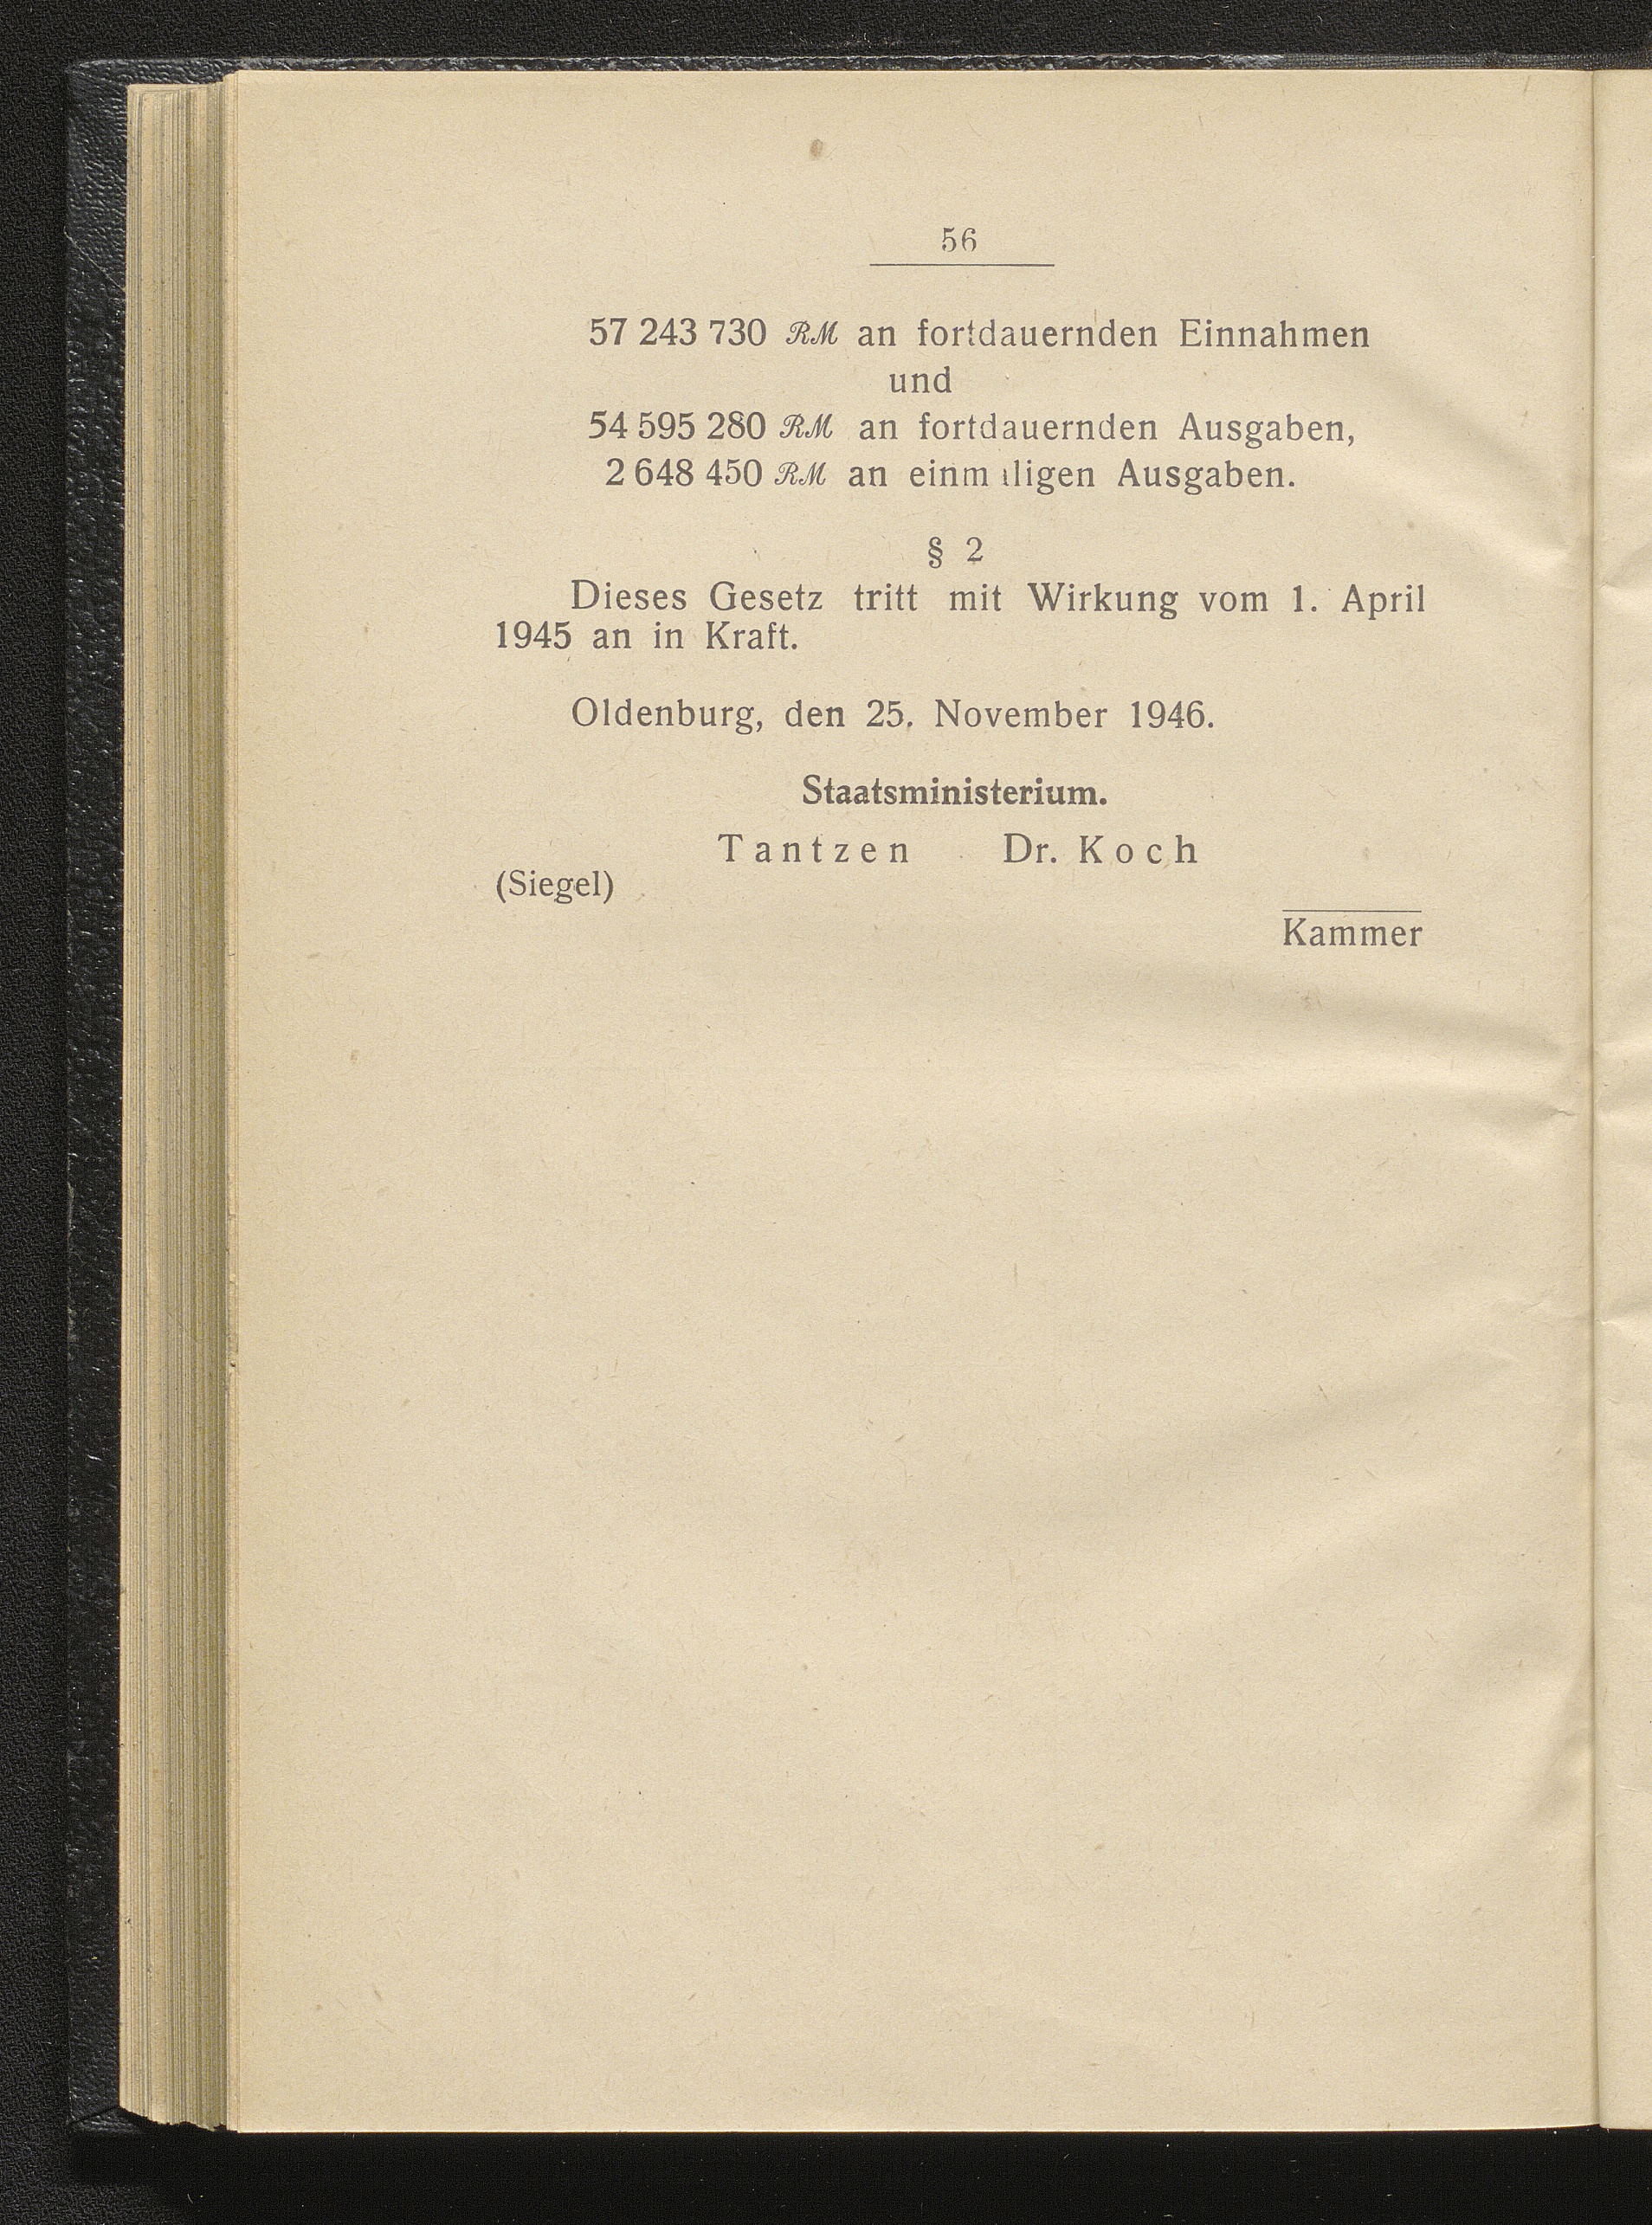 56
57 243 730 RM an fortdauernden Einnahmen
und
54 595 280 RM an fortdauernden Ausgaben,
2 648 450 RM an einmaligen Ausgaben.
§ 2
Dieses Gesetz tritt mit Wirkung vom 1. April
1945 an in Kraft.
Oldenburg, den 25. November 1946.
Staatsministerium.
Tantzen Dr. Koch
(Siegel)
Kammer